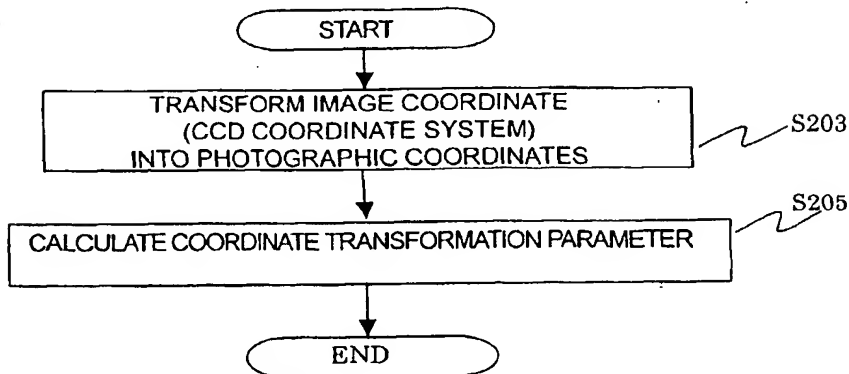 START
TRANSFORM IMAGE COORDINATE
(CCD COORDINATE SYSTEM)
INTO PHOTOGRAPHIC COORDINATES
S203
S205
CALCULATE COORDINATE TRANSFORMATION PARAMETER
END